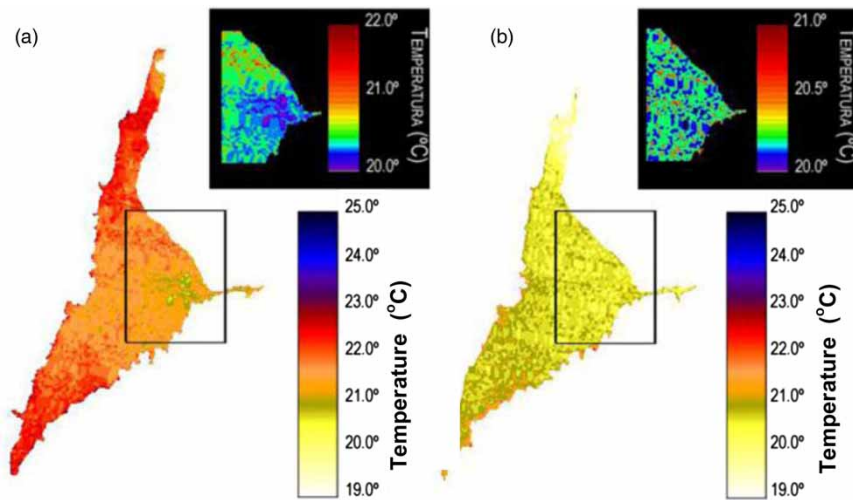 (a)
22.0º
21.0º
20.0º
TEMPERATURA (ºC)
25.0º
24.0º
23.0º
22.0º
21.0º
20.0º
19.0º
Temperature (ºC)
(b)
21.0º
20.5º
20.0º
TEMPERATURA (ºC)
25.0º
24.0º
23.0º
22.0º
21.0º
20.0º
19.0º
Temperature (ºC)